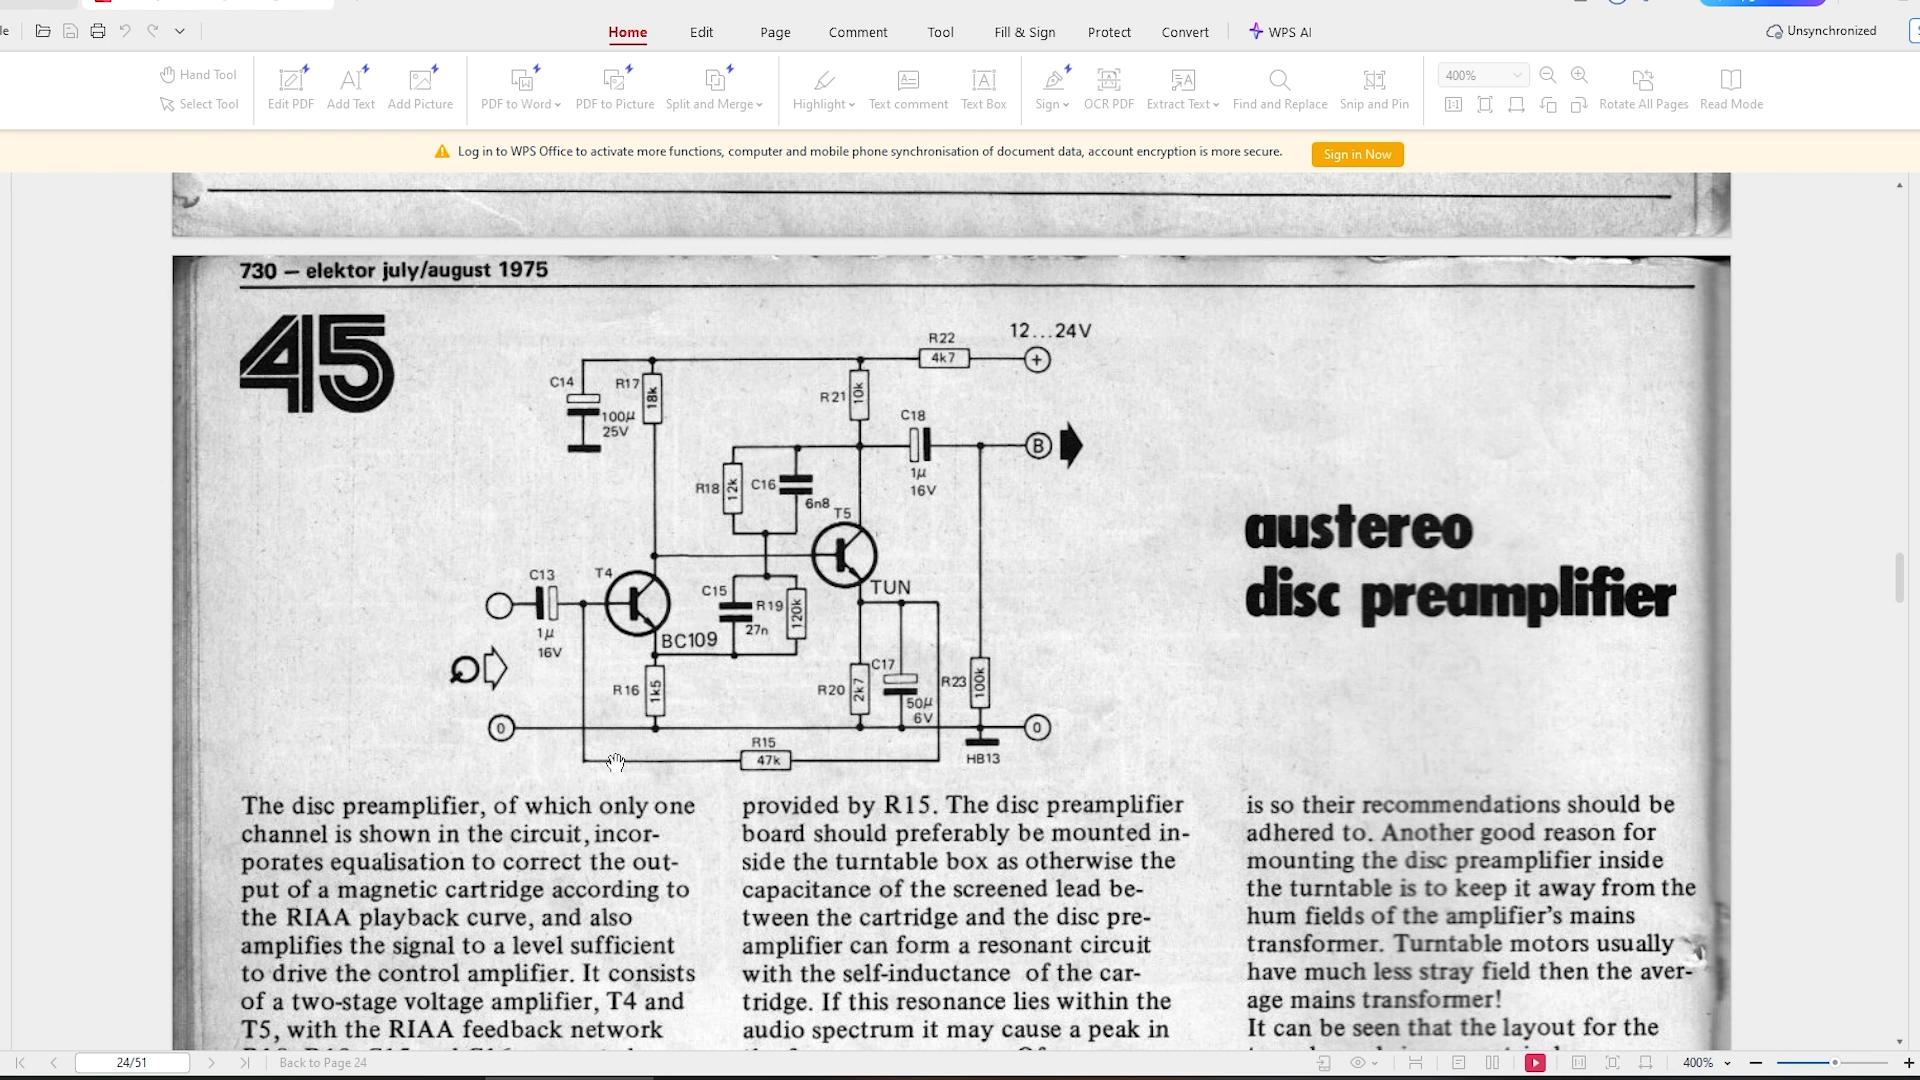 Home
Edit
Page
Comment
Tool
Fill & Sign
Protect
Convert
WPS AI
Unsynchronized
Hand Tool
Select Tool
Edit PDF
Add Text
Add Picture
PDF to Word
PDF to Picture
Split and Merge
Highlight
Text comment
Text Box
Sign
OCR PDF
Extract Text
Find and Replace
Snip and Pin
400%
Rotate All Pages
Read Mode
Log in to WPS Office to activate more functions, computer and mobile phone synchronisation of document data, account encryption is more secure.
Sign in Now
730 – elektor july/august 1975
45
12...24V
R22
4k7
+
C14
100µ
25V
R17
18k
R21
10k
C18
1µ
16V
B
R18
12k
C16
6n8
T5
TUN
C13
1µ
16V
T4
BC109
C15
27n
R19
120k
R16
1k5
R20
2k7
C17
50µ
6V
R23
100k
0
0
R15
47k
HB13
austereo
disc preamplifier
The disc preamplifier, of which only one
channel is shown in the circuit, incor-
porates equalisation to correct the out-
put of a magnetic cartridge according to
the RIAA playback curve, and also
amplifies the signal to a level sufficient
to drive the control amplifier. It consists
of a two-stage voltage amplifier, T4 and
T5, with the RIAA feedback network
provided by R15. The disc preamplifier
board should preferably be mounted in-
side the turntable box as otherwise the
capacitance of the screened lead be-
tween the cartridge and the disc pre-
amplifier can form a resonant circuit
with the self-inductance of the car-
tridge. If this resonance lies within the
audio spectrum it may cause a peak in
is so their recommendations should be
adhered to. Another good reason for
mounting the disc preamplifier inside
the turntable is to keep it away from the
hum fields of the amplifier's mains
transformer. Turntable motors usually
have much less stray field then the aver-
age mains transformer!
It can be seen that the layout for the
24/51
Back to Page 24
400%